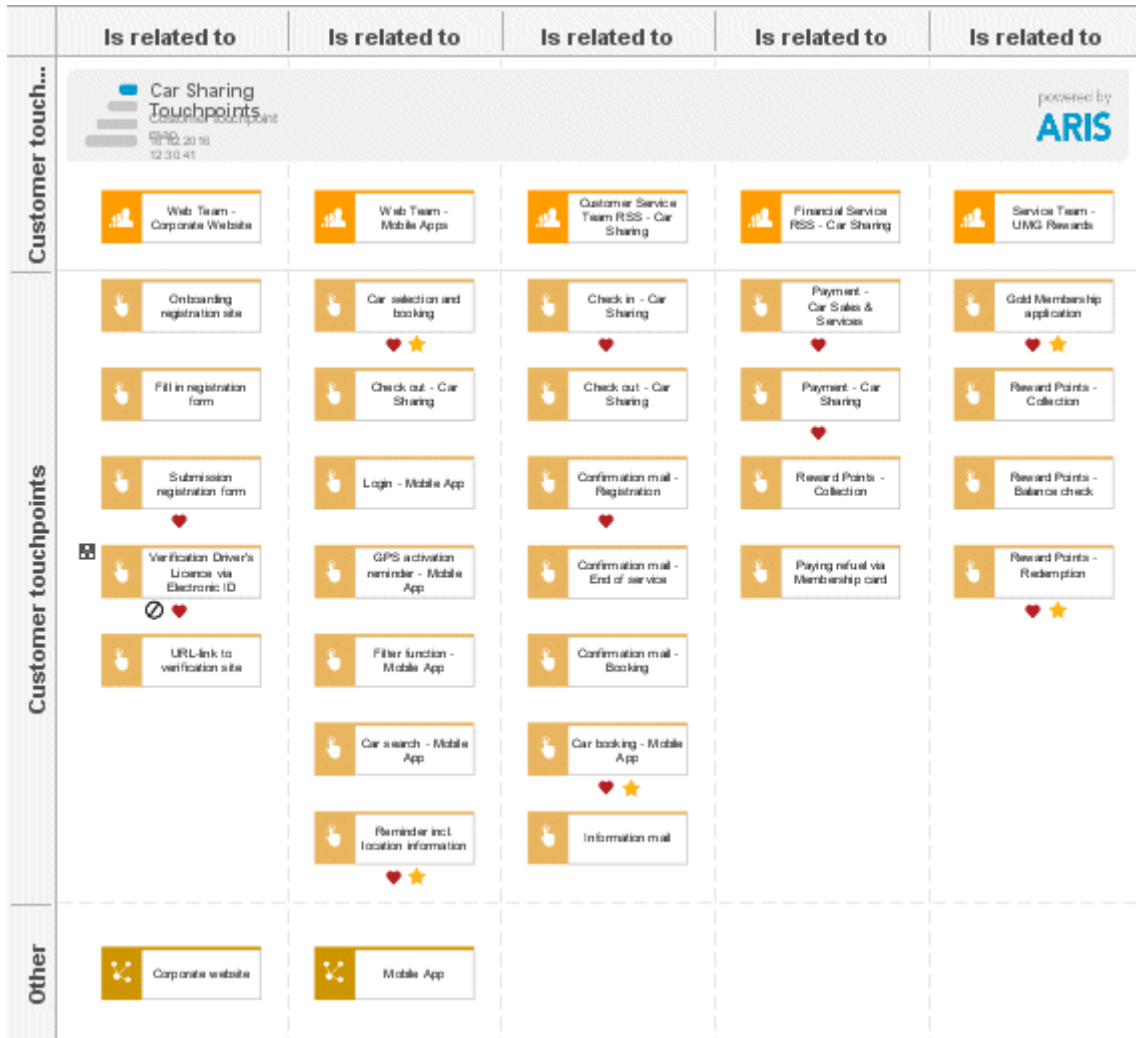 Is related to
Is related to
Is related to
Is related to
Is related to
Customer touch...
Car Sharing
Touchpoints
Customer touchpoint
map
12.2016
12:30:41
powered by
ARIS
Web Team -
Corporate Website
Web Team -
Mobile Apps
Customer Service
Team RSS - Car
Sharing
Financial Service
RSS - Car Sharing
Service Team -
UMG Rewards
Customer touchpoints
Onboarding
registration site
Car selection and
booking
Check in - Car
Sharing
Payment -
Car Sales &
Services
Gold Membership
application
Fill in registration
form
Check out - Car
Sharing
Check out - Car
Sharing
Payment - Car
Sharing
Reward Points -
Collection
Submission
registration form
Login - Mobile App
Confirmation mail -
Registration
Reward Points -
Collection
Reward Points -
Balance check
Verification Driver's
Licence via
Electronic ID
GPS activation
reminder - Mobile
App
Confirmation mail -
End of service
Paying refuel via
Membership card
Reward Points -
Redemption
URL-link to
verification site
Filter function -
Mobile App
Confirmation mail -
Booking
Car search - Mobile
App
Car booking - Mobile
App
Reminder incl.
location information
Information mail
Other
Corporate website
Mobile App